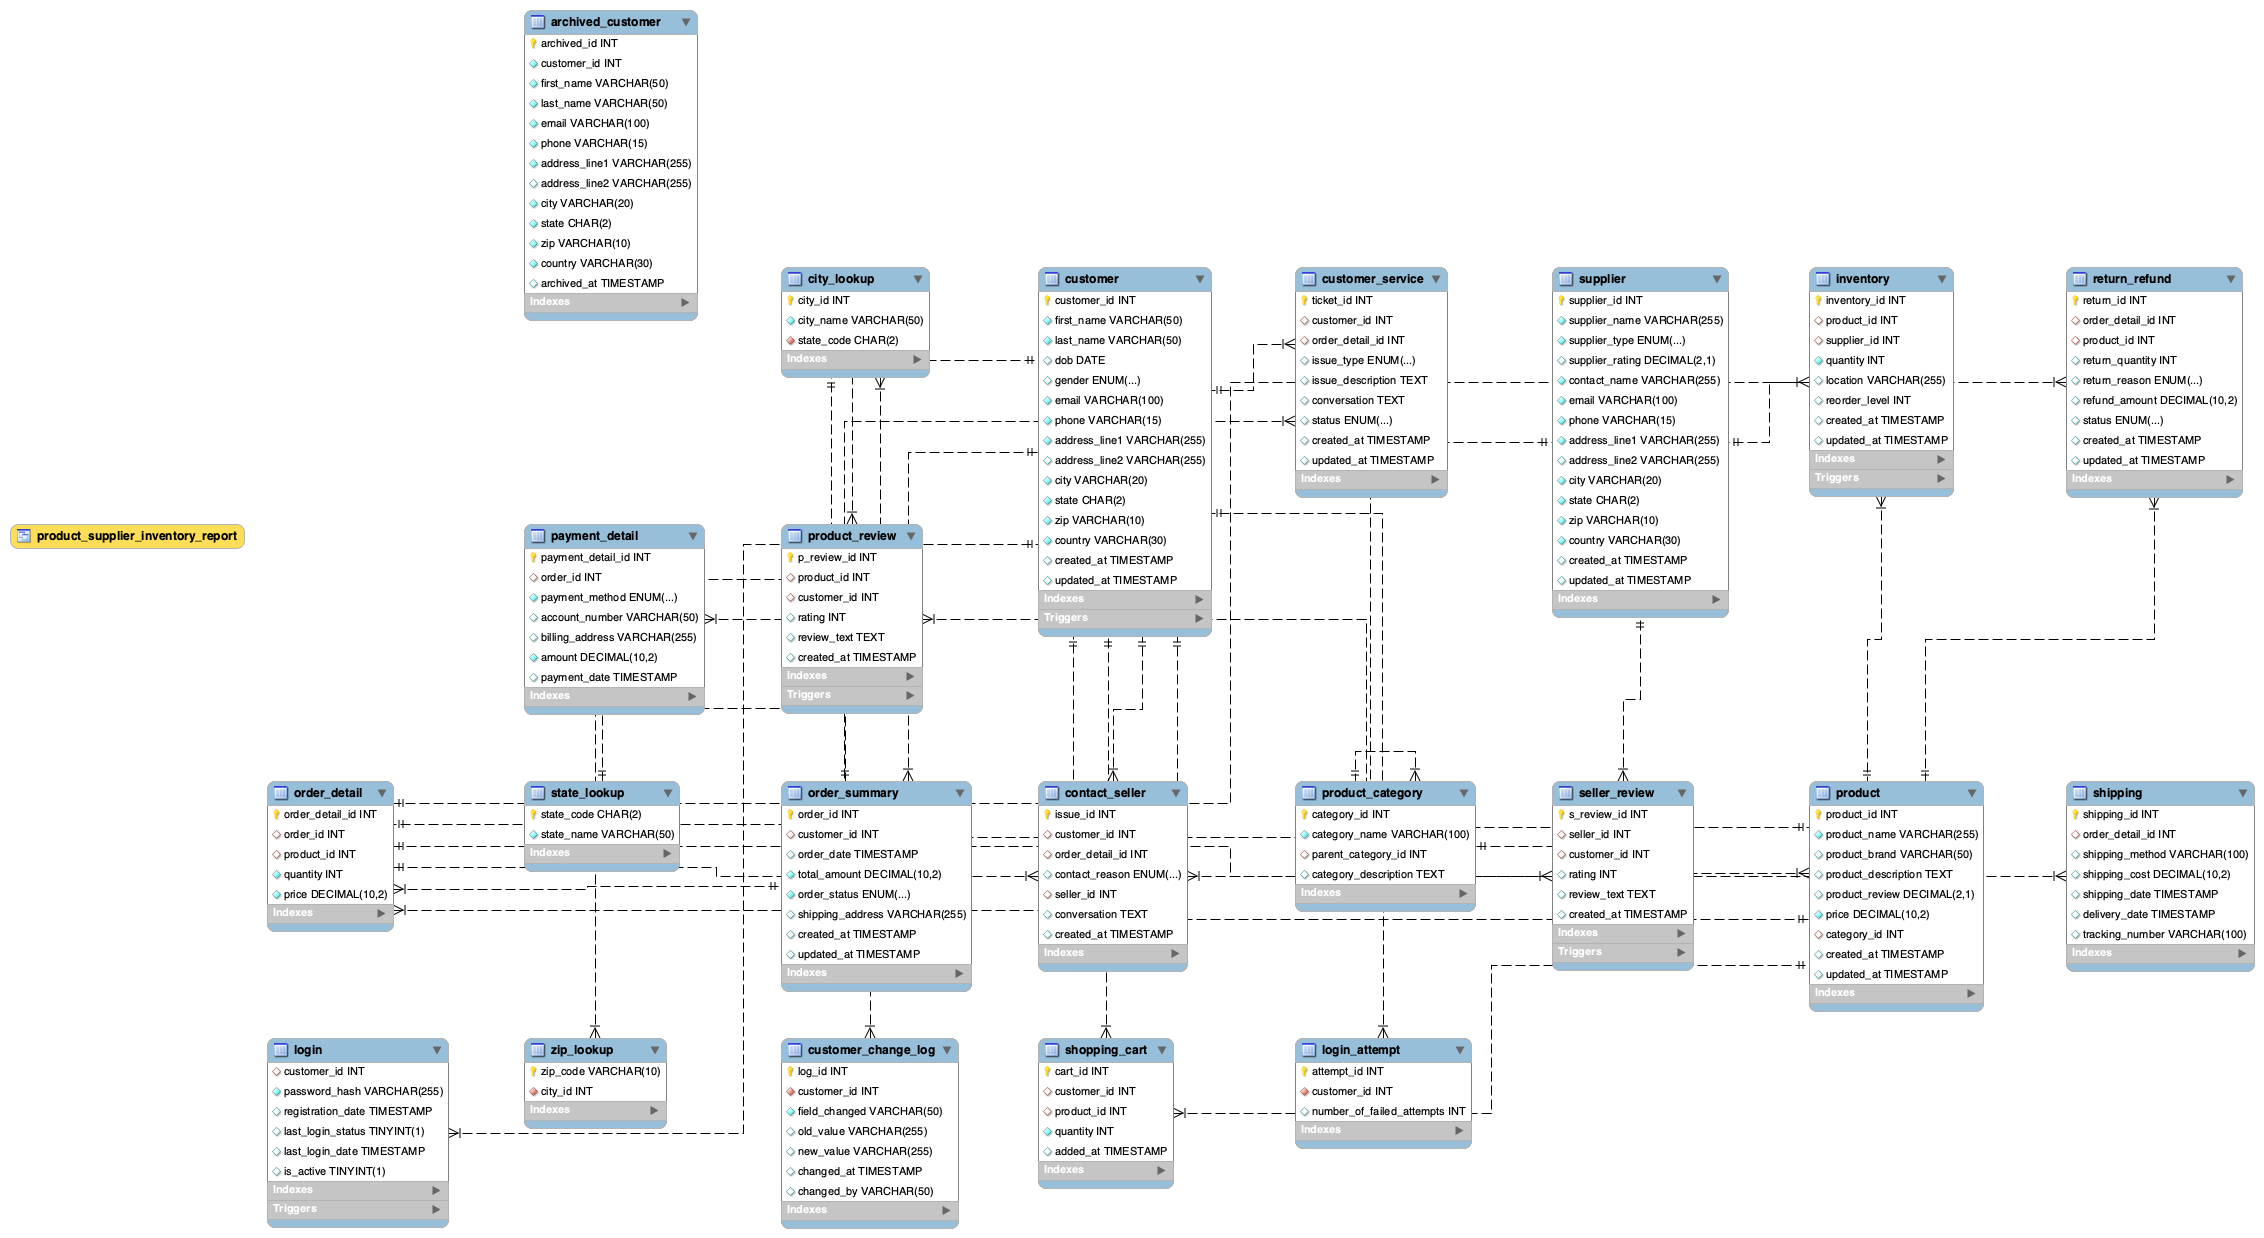 archived_customer
archived_id INT
customer_id INT
first_name VARCHAR(50)
last_name VARCHAR(50)
email VARCHAR(100)
phone VARCHAR(15)
address_line1 VARCHAR(255)
address_line2 VARCHAR(255)
city VARCHAR(20)
state CHAR(2)
zip VARCHAR(10)
country VARCHAR(30)
archived_at TIMESTAMP
Indexes
city_lookup
city_id INT
city_name VARCHAR(50)
state_code CHAR(2)
Indexes
customer
customer_id INT
first_name VARCHAR(50)
last_name VARCHAR(50)
dob DATE
gender ENUM(...)
email VARCHAR(100)
phone VARCHAR(15)
address_line1 VARCHAR(255)
address_line2 VARCHAR(255)
city VARCHAR(20)
state CHAR(2)
zip VARCHAR(10)
country VARCHAR(30)
created_at TIMESTAMP
updated_at TIMESTAMP
Indexes
Triggers
customer_service
ticket_id INT
customer_id INT
order_detail_id INT
issue_type ENUM(...)
issue_description TEXT
conversation TEXT
status ENUM(...)
created_at TIMESTAMP
updated_at TIMESTAMP
Indexes
supplier
supplier_id INT
supplier_name VARCHAR(255)
supplier_type ENUM(...)
supplier_rating DECIMAL(2,1)
contact_name VARCHAR(255)
email VARCHAR(100)
phone VARCHAR(15)
address_line1 VARCHAR(255)
address_line2 VARCHAR(255)
city VARCHAR(20)
state CHAR(2)
zip VARCHAR(10)
country VARCHAR(30)
created_at TIMESTAMP
updated_at TIMESTAMP
Indexes
inventory
inventory_id INT
product_id INT
supplier_id INT
quantity INT
location VARCHAR(255)
reorder_level INT
created_at TIMESTAMP
updated_at TIMESTAMP
Indexes
Triggers
return_refund
return_id INT
order_detail_id INT
product_id INT
return_quantity INT
return_reason ENUM(...)
refund_amount DECIMAL(10,2)
status ENUM(...)
created_at TIMESTAMP
updated_at TIMESTAMP
Indexes
product_supplier_inventory_report
payment_detail
payment_detail_id INT
order_id INT
payment_method ENUM(...)
account_number VARCHAR(50)
billing_address VARCHAR(255)
amount DECIMAL(10,2)
payment_date TIMESTAMP
Indexes
product_review
p_review_id INT
product_id INT
customer_id INT
rating INT
review_text TEXT
created_at TIMESTAMP
Indexes
Triggers
order_detail
order_detail_id INT
order_id INT
product_id INT
quantity INT
price DECIMAL(10,2)
Indexes
state_lookup
state_code CHAR(2)
state_name VARCHAR(50)
Indexes
order_summary
order_id INT
customer_id INT
order_date TIMESTAMP
total_amount DECIMAL(10,2)
order_status ENUM(...)
shipping_address VARCHAR(255)
created_at TIMESTAMP
updated_at TIMESTAMP
Indexes
contact_seller
issue_id INT
customer_id INT
order_detail_id INT
contact_reason ENUM(...)
seller_id INT
conversation TEXT
created_at TIMESTAMP
Indexes
product_category
category_id INT
category_name VARCHAR(100)
parent_category_id INT
category_description TEXT
Indexes
seller_review
s_review_id INT
seller_id INT
customer_id INT
rating INT
review_text TEXT
created_at TIMESTAMP
Indexes
Triggers
product
product_id INT
product_name VARCHAR(255)
product_brand VARCHAR(50)
product_description TEXT
product_review DECIMAL(2,1)
price DECIMAL(10,2)
category_id INT
created_at TIMESTAMP
updated_at TIMESTAMP
Indexes
shipping
shipping_id INT
order_detail_id INT
shipping_method VARCHAR(100)
shipping_cost DECIMAL(10,2)
shipping_date TIMESTAMP
delivery_date TIMESTAMP
tracking_number VARCHAR(100)
Indexes
login
customer_id INT
password_hash VARCHAR(255)
registration_date TIMESTAMP
last_login_status TINYINT(1)
last_login_date TIMESTAMP
is_active TINYINT(1)
Indexes
Triggers
zip_lookup
zip_code VARCHAR(10)
city_id INT
Indexes
customer_change_log
log_id INT
customer_id INT
field_changed VARCHAR(50)
old_value VARCHAR(255)
new_value VARCHAR(255)
changed_at TIMESTAMP
changed_by VARCHAR(50)
Indexes
shopping_cart
cart_id INT
customer_id INT
product_id INT
quantity INT
added_at TIMESTAMP
Indexes
login_attempt
attempt_id INT
customer_id INT
number_of_failed_attempts INT
Indexes